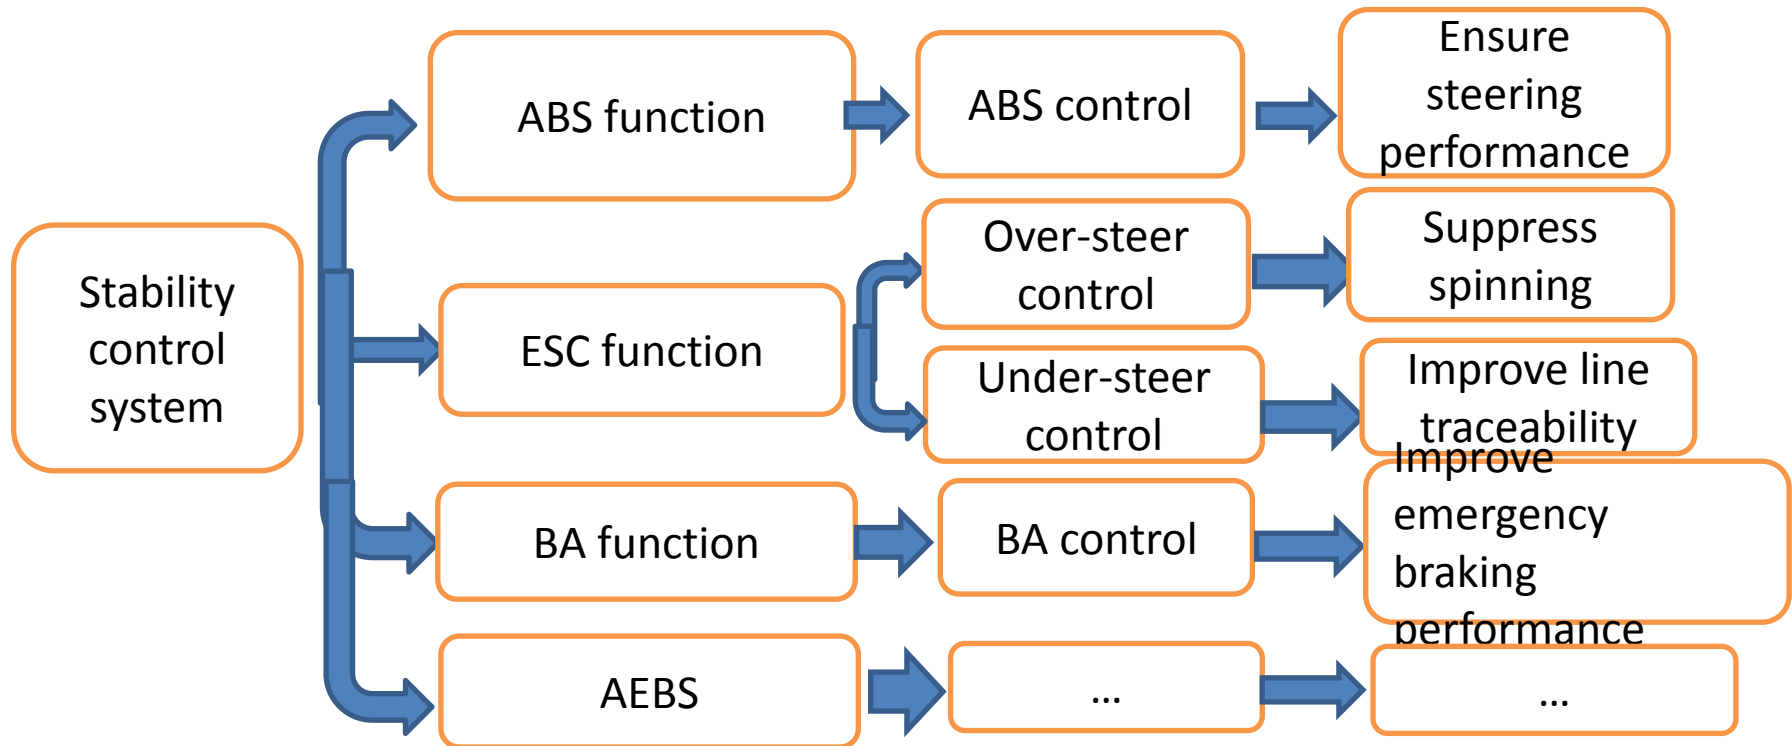 Stability
control
system
ABS function
ABS control
Ensure
steering
performance
ESC function
Over-steer
control
Suppress
spinning
Under-steer
control
Improve line
traceability
BA function
BA control
Improve
emergency
braking
performance
AEBS
...
...